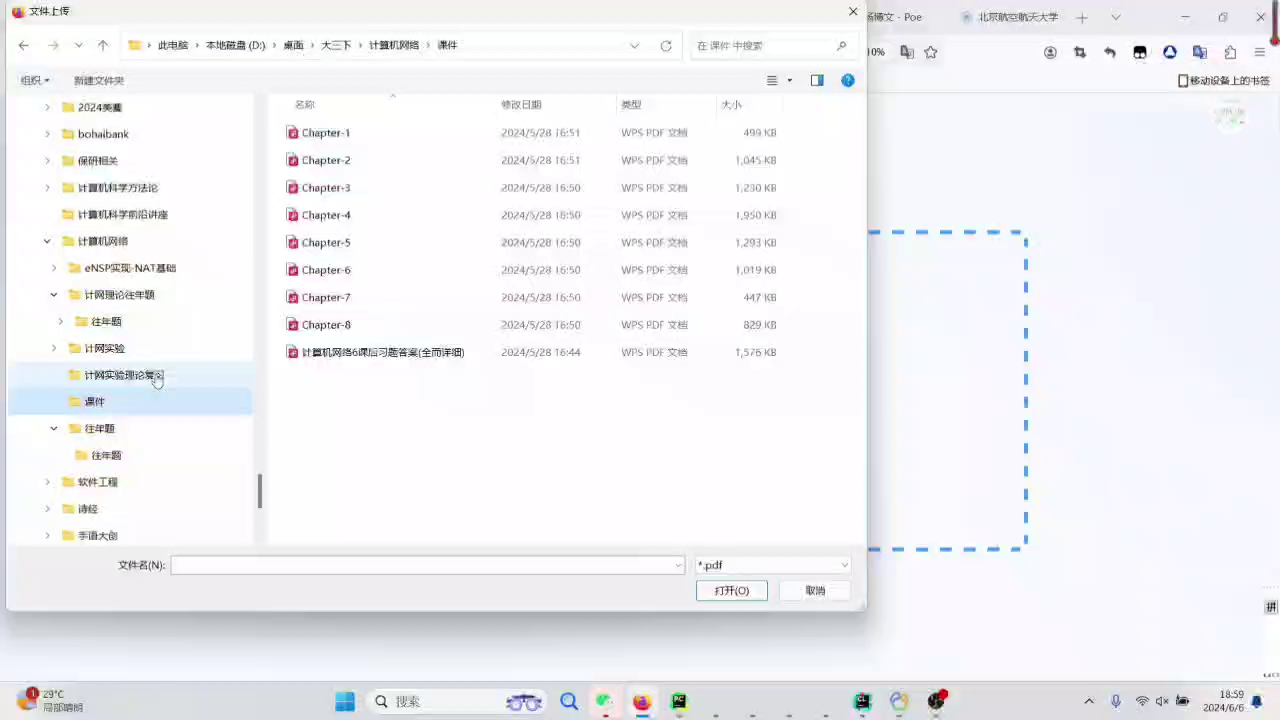 文件上传
杨博文 - Poe
北京航空航天大学
此电脑 › 本地磁盘 (D:) › 桌面 › 大三下 › 计算机网络 › 课件
在 课件 中搜索
0%
组织
新建文件夹
移动设备上的书签
名称 修改日期 类型 大小
2024美赛
bohaibank
保研相关
计算机科学方法论
计算机科学前沿讲座
计算机网络
eNSP实现-NAT基础
计网理论往年题
往年题
计网实验
计网实验理论复习
课件
往年题
往年题
软件工程
诗经
手语大创
Chapter-1 2024/5/28 16:51 WPS PDF 文档 499 KB
Chapter-2 2024/5/28 16:51 WPS PDF 文档 1,045 KB
Chapter-3 2024/5/28 16:50 WPS PDF 文档 1,230 KB
Chapter-4 2024/5/28 16:50 WPS PDF 文档 1,950 KB
Chapter-5 2024/5/28 16:50 WPS PDF 文档 1,293 KB
Chapter-6 2024/5/28 16:50 WPS PDF 文档 1,019 KB
Chapter-7 2024/5/28 16:50 WPS PDF 文档 447 KB
Chapter-8 2024/5/28 16:50 WPS PDF 文档 829 KB
计算机网络6课后习题答案(全而详细) 2024/5/28 16:44 WPS PDF 文档 1,576 KB
文件名(N):
*.pdf
打开(O)
取消
拼
1
29°C
局部晴朗
搜索
18:59
2024/6/6